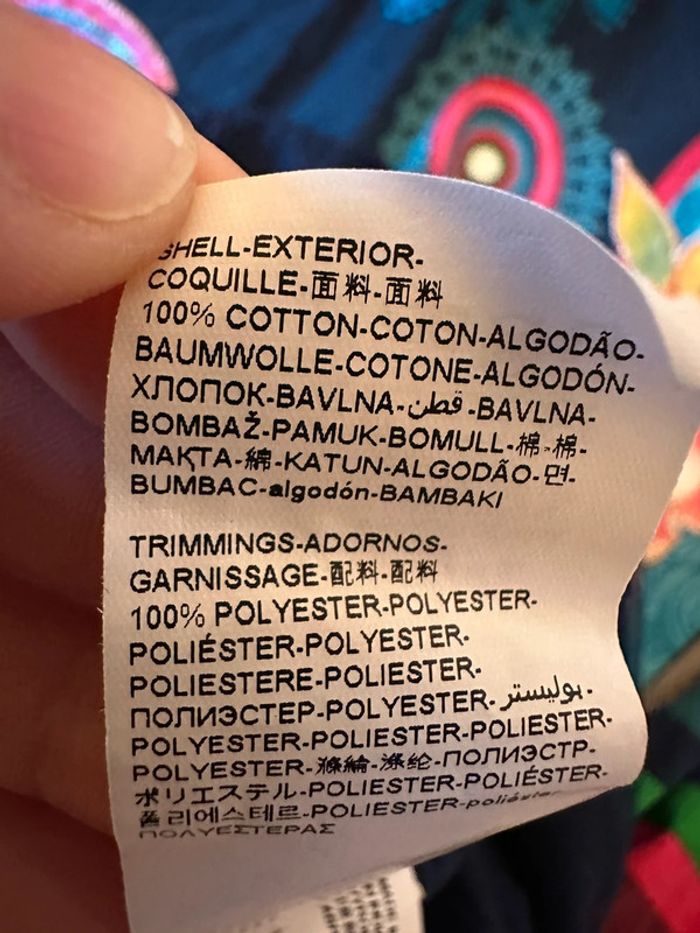 SHELL-EXTERIOR-
COQUILLE-面料-面料
100% COTTON-COTON-ALGODÃO-
BAUMWOLLE-COTONE-ALGODÓN-
ХЛОПОК-BAVLNA-قطن-BAVLNA-
BOMBAŽ-PAMUK-BOMULL-棉-棉-
МАҚТА-綿-KATUN-ALGODÃO-면-
BUMBAC-algodón-BAMBAKI
TRIMMINGS-ADORNOS-
GARNISSAGE-配料-配料
100% POLYESTER-POLYESTER-
POLIÉSTER-POLYESTER-
POLIESTERE-POLIESTER-
ПОЛИЭСТЕР-POLYESTER-بوليستر-
POLYESTER-POLIESTER-POLIESTER-
POLYESTER-滌綸-涤纶-ПОЛИЭСТР-
ポリエステル-POLIESTER-POLIÉSTER-
폴리에스테르-POLIESTER-poliéster-
ΠΟΛΥΕΣΤΕΡΑΣ